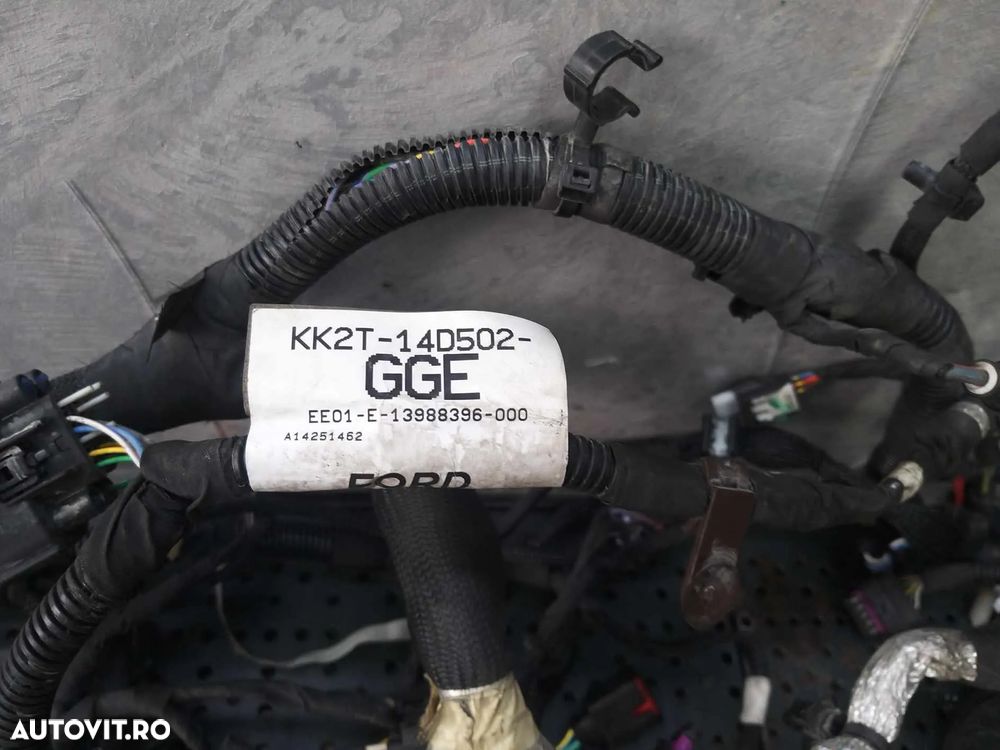 KK2T-14D502-
GGE
EE01-E-13988396-000
A14251462
FORD
AUTOVIT.RO